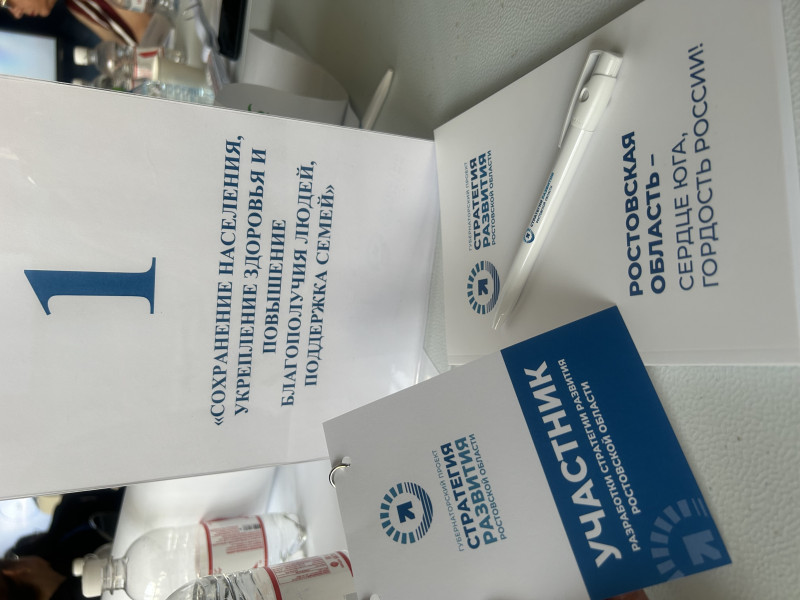 1
«СОХРАНЕНИЕ НАСЕЛЕНИЯ,
УКРЕПЛЕНИЕ ЗДОРОВЬЯ И
ПОВЫШЕНИЕ
БЛАГОПОЛУЧИЯ ЛЮДЕЙ,
ПОДДЕРЖКА СЕМЕЙ»
ГУБЕРНАТОРСКИЙ ПРОЕКТ
СТРАТЕГИЯ
РАЗВИТИЯ
РОСТОВСКОЙ ОБЛАСТИ
РОСТОВСКАЯ
ОБЛАСТЬ –
СЕРДЦЕ ЮГА,
ГОРДОСТЬ РОССИИ!
ГУБЕРНАТОРСКИЙ ПРОЕКТ
СТРАТЕГИЯ
РАЗВИТИЯ
РОСТОВСКОЙ ОБЛАСТИ
УЧАСТНИК
РАЗРАБОТКИ СТРАТЕГИИ РАЗВИТИЯ
РОСТОВСКОЙ ОБЛАСТИ